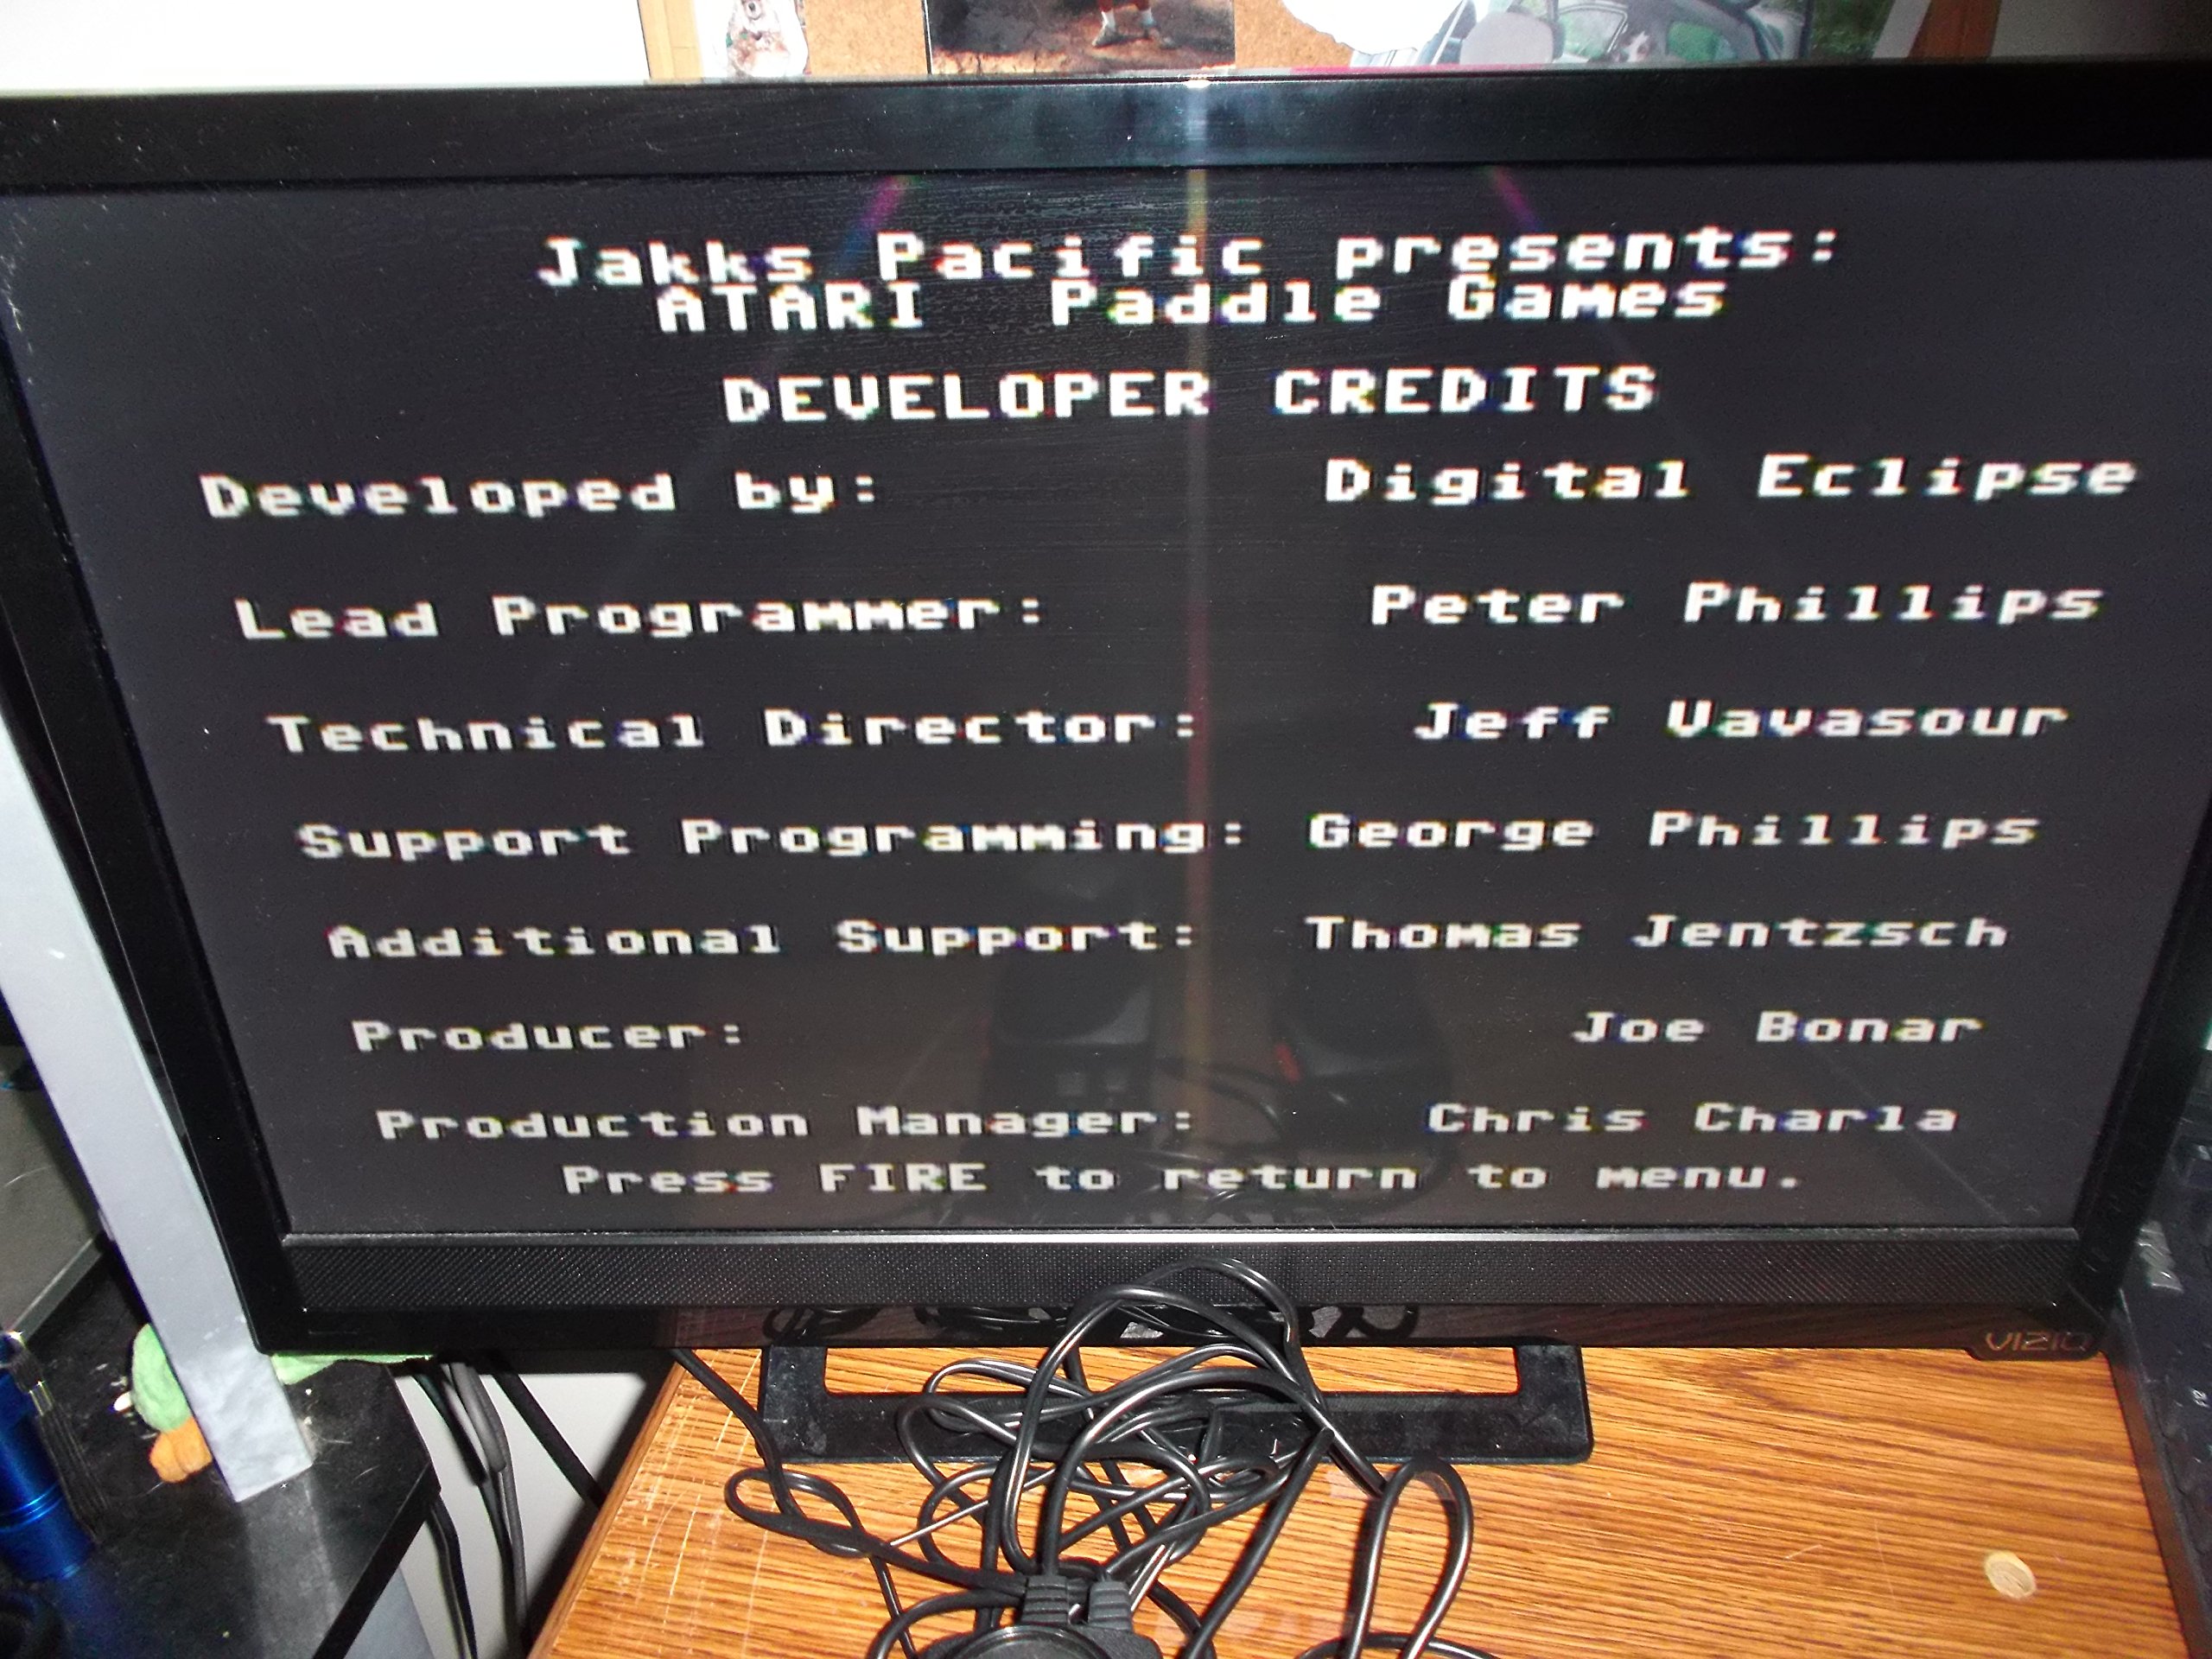 Jakks Pacific presents:
ATARI Paddle Games
DEVELOPER CREDITS
Developed by: Digital Eclipse
Lead Programmer: Peter Phillips
Technical Director: Jeff Vavasour
Support Programming: George Phillips
Additional Support: Thomas Jentzsch
Producer: Joe Bonar
Production Manager: Chris Charla
Press FIRE to return to menu.
VIZIO